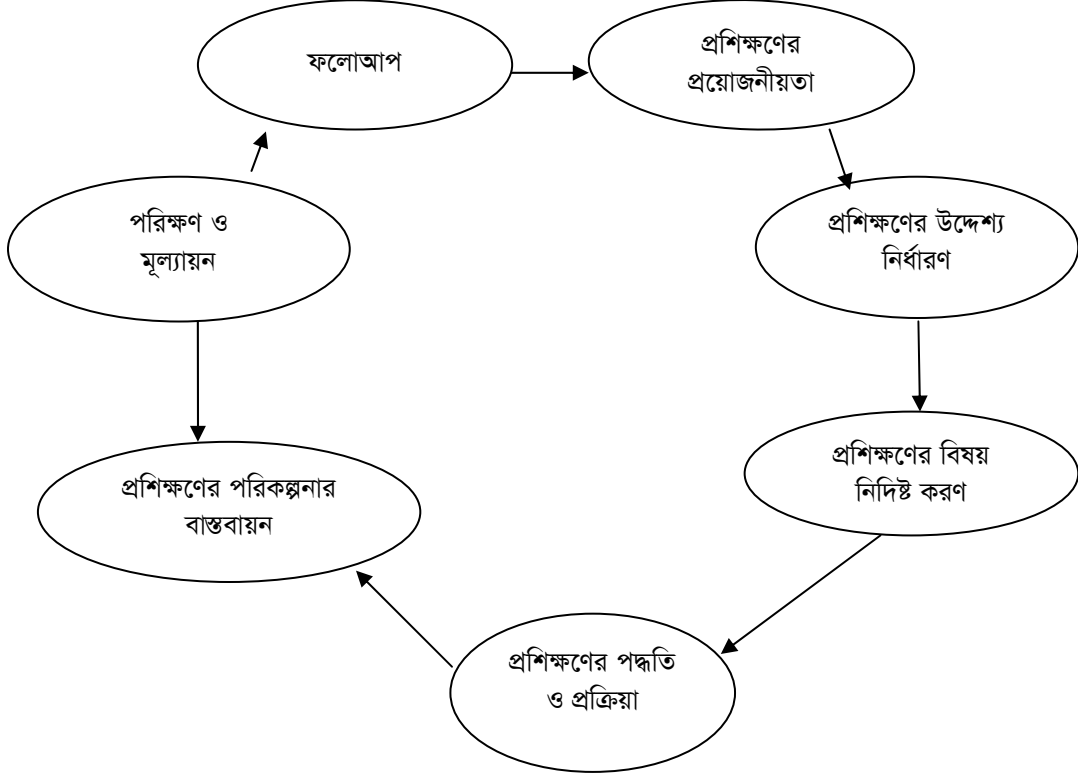 ফলোআপ
প্রশিক্ষণের
প্রয়োজনীয়তা
পরিক্ষণ ও
মূল্যায়ন
প্রশিক্ষণের উদ্দেশ্য
নির্ধারণ
প্রশিক্ষণের বিষয়
নিদিষ্ট করণ
প্রশিক্ষণের পরিকল্পনার
বাস্তবায়ন
প্রশিক্ষণের পদ্ধতি
ও প্রক্রিয়া